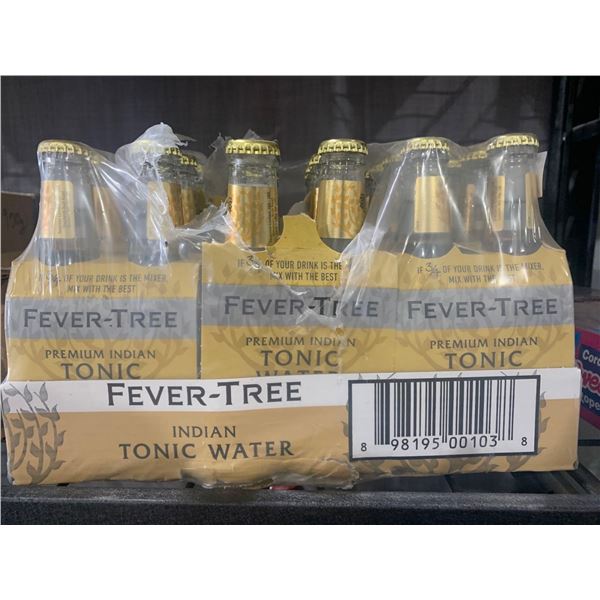 IF 3/4 OF YOUR DRINK IS THE MIXER,
MIX WITH THE BEST
FEVER-TREE
PREMIUM INDIAN
TONIC
OF YOUR DRINK IS THE MIXER,
MIX WITH THE BEST
FEVER-TREE
PREMIUM INDIAN
TONIC
WATER
IF 3/4 OF YOUR DRINK IS THE MIXER,
MIX WITH THE BEST
FEVER-TREE
PREMIUM INDIAN
TONIC
FEVER-TREE
INDIAN
TONIC WATER
8 98195 00103 8
Cord